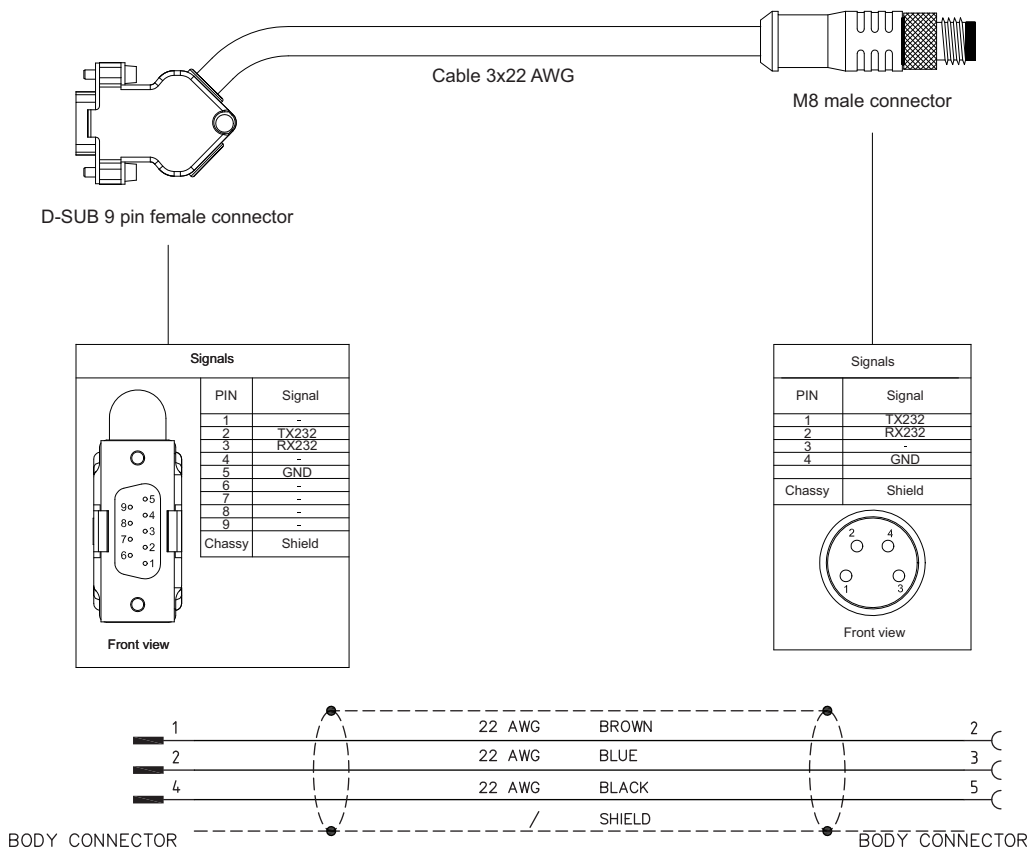 Cable 3x22 AWG
M8 male connector
D-SUB 9 pin female connector
Signals
PIN Signal
1 -
2 TX232
3 RX232
4 -
5 GND
6 -
7 -
8 -
9 -
Chassy Shield
5
9
4
8
3
7
2
6
1
Front view
Signals
PIN Signal
1 TX232
2 RX232
3 -
4 GND
Chassy Shield
2 4
1 3
Front view
1 22 AWG BROWN 2
2 22 AWG BLUE 3
4 22 AWG BLACK 5
/ SHIELD
BODY CONNECTOR BODY CONNECTOR